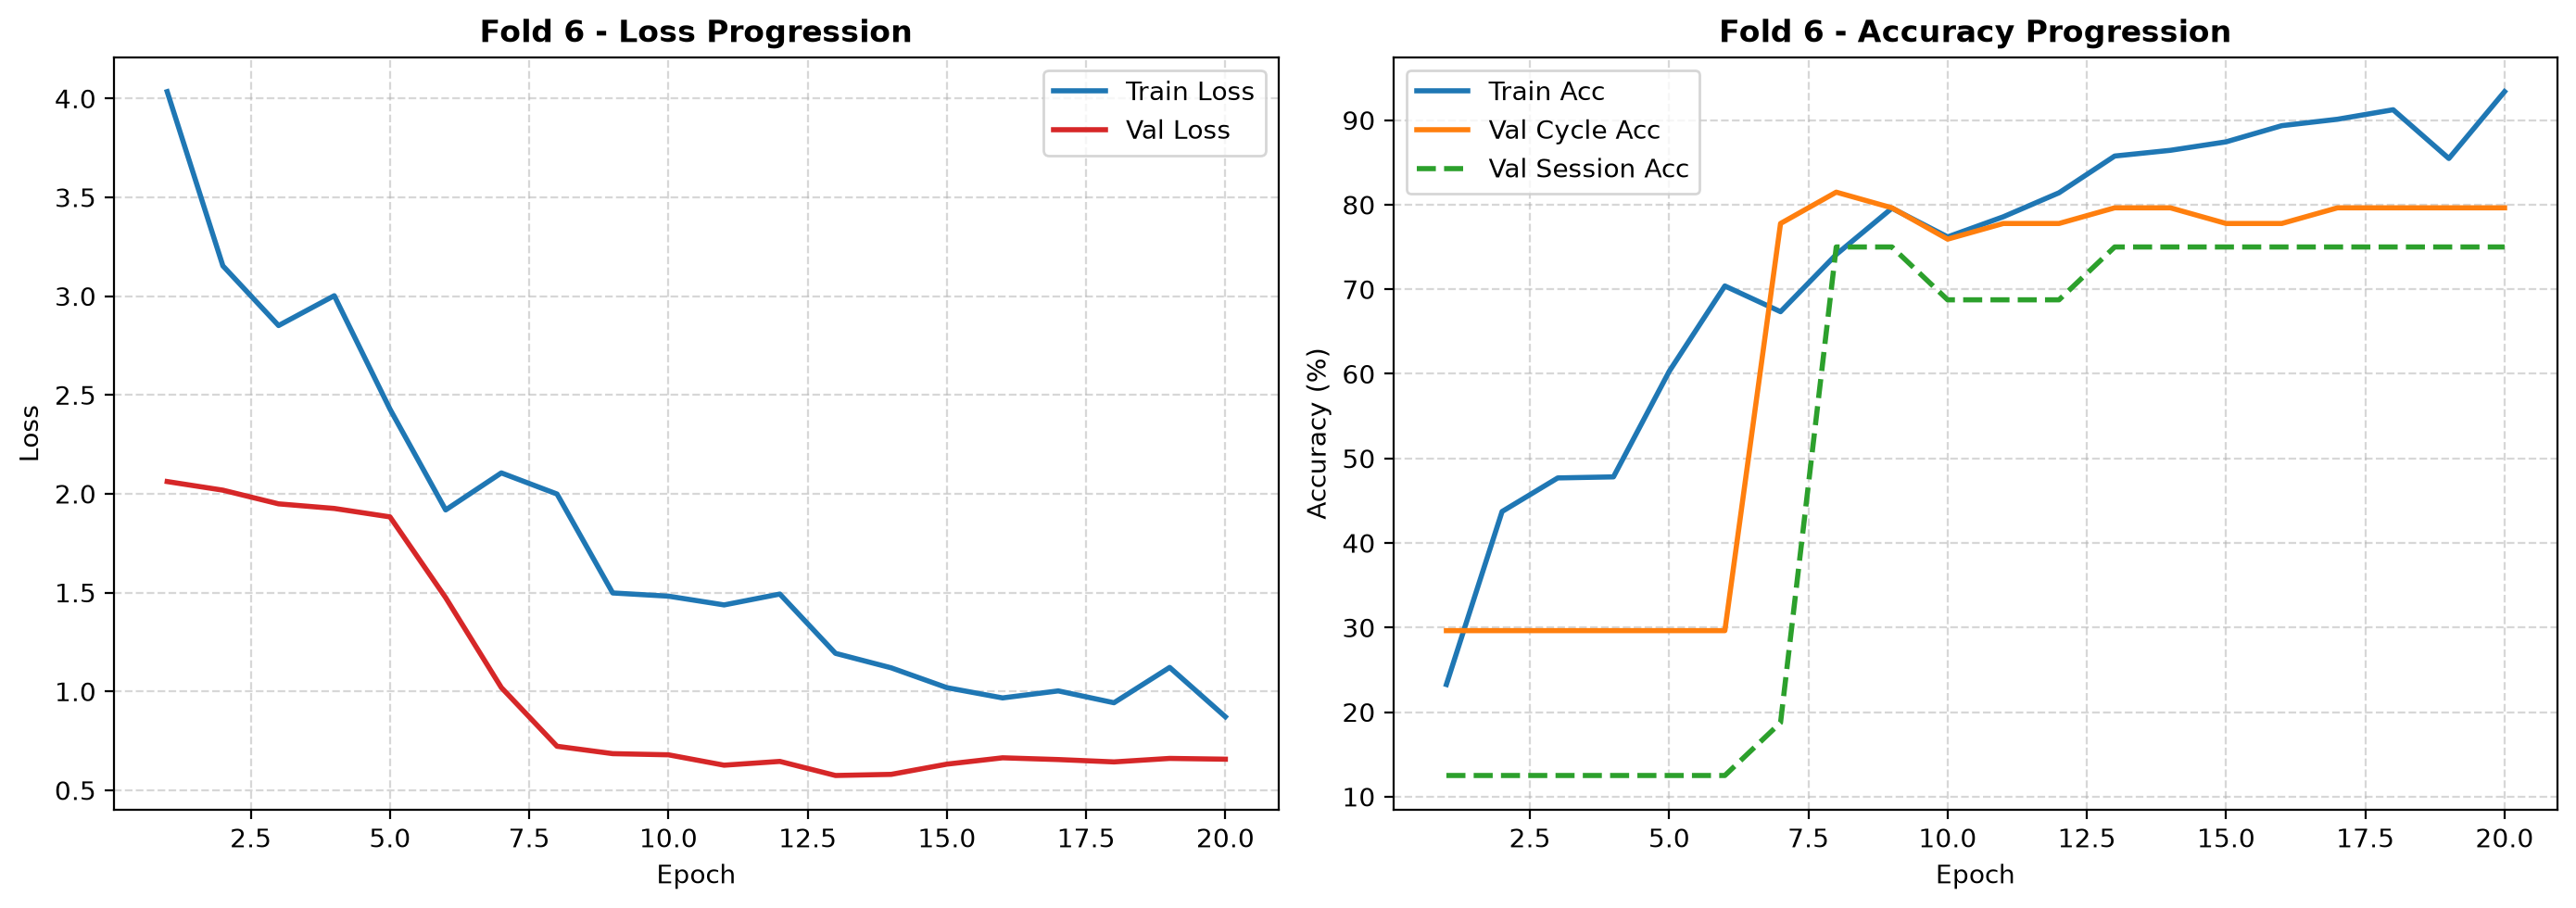 Fold 6 - Loss Progression
Train Loss
Val Loss
4.0
3.5
3.0
2.5
2.0
1.5
1.0
0.5
Loss
2.5 5.0 7.5 10.0 12.5 15.0 17.5 20.0
Epoch
Fold 6 - Accuracy Progression
Train Acc
Val Cycle Acc
Val Session Acc
90
80
70
60
50
40
30
20
10
Accuracy (%)
2.5 5.0 7.5 10.0 12.5 15.0 17.5 20.0
Epoch